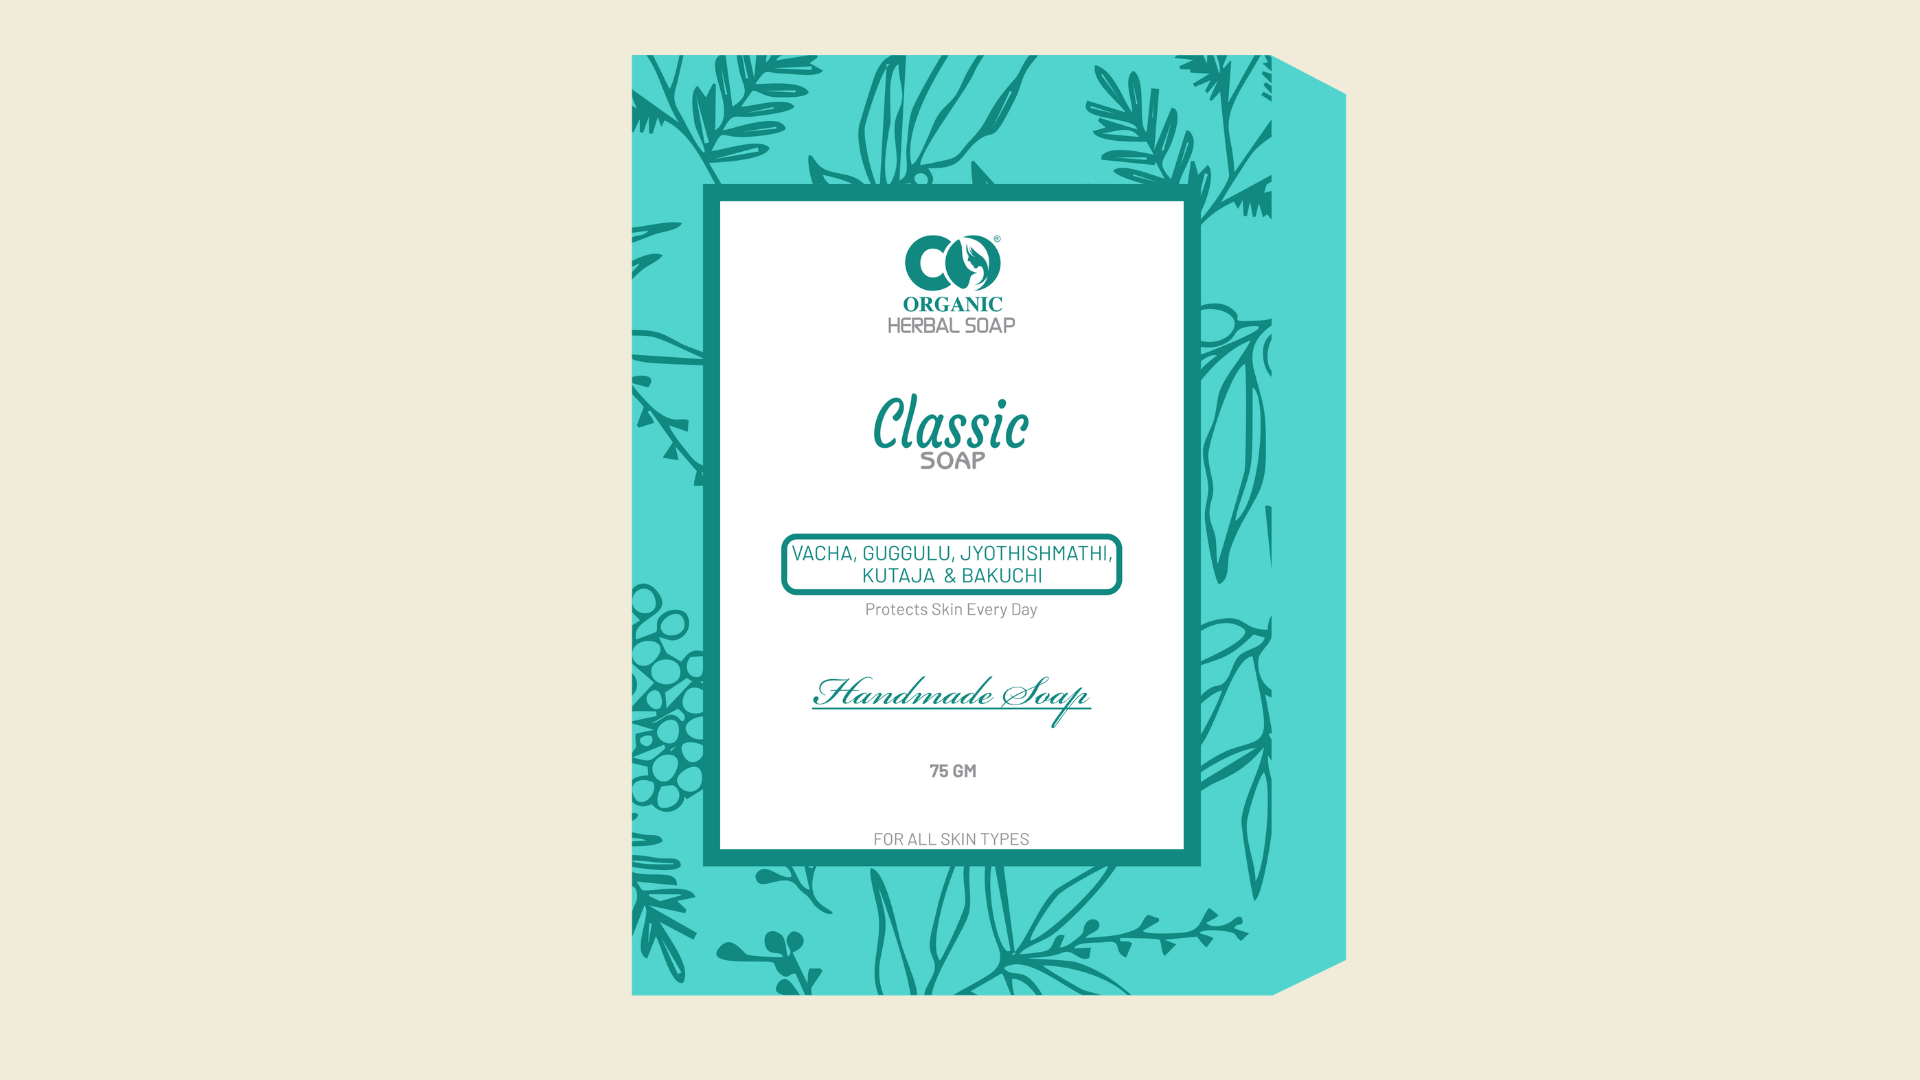 CO®
ORGANIC
HERBAL SOAP
Classic
SOAP
VACHA, GUGGULU, JYOTHISHMATHI,
KUTAJA & BAKUCHI
Protects Skin Every Day
Handmade Soap
75 GM
FOR ALL SKIN TYPES